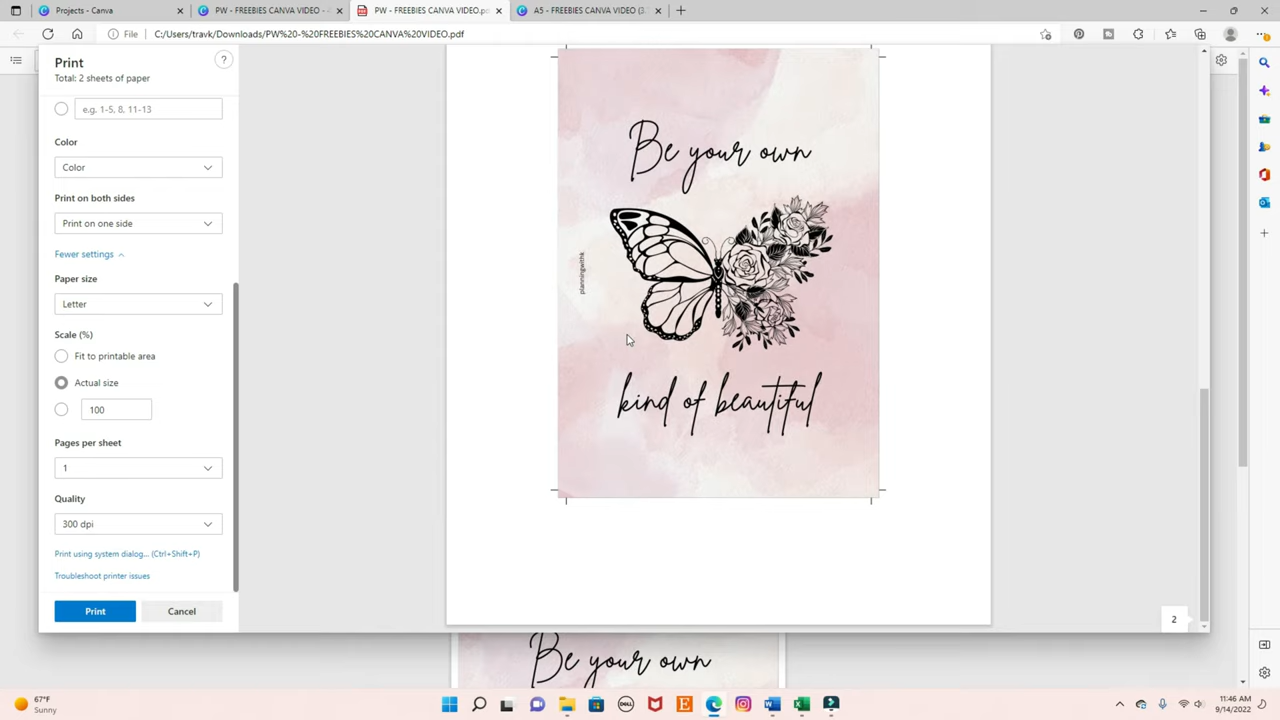 Projects - Canva
PW - FREEBIES CANVA VIDEO - 
PW - FREEBIES CANVA VIDEO.pdf
A5 - FREEBIES CANVA VIDEO (
File
C:/Users/travk/Downloads/PW%20-%20FREEBIES%20CANVA%20VIDEO.pdf
Print
Total: 2 sheets of paper
?
e.g. 1-5, 8, 11-13
Color
Color
Print on both sides
Print on one side
Fewer settings
Paper size
Letter
Scale (%)
Fit to printable area
Actual size
100
Pages per sheet
1
Quality
300 dpi
Print using system dialog... (Ctrl+Shift+P)
Troubleshoot printer issues
Print
Cancel
Be your own
planningwithk
kind of beautiful
2
Be your own
67°F
Sunny
DELL
11:46 AM
9/14/2022